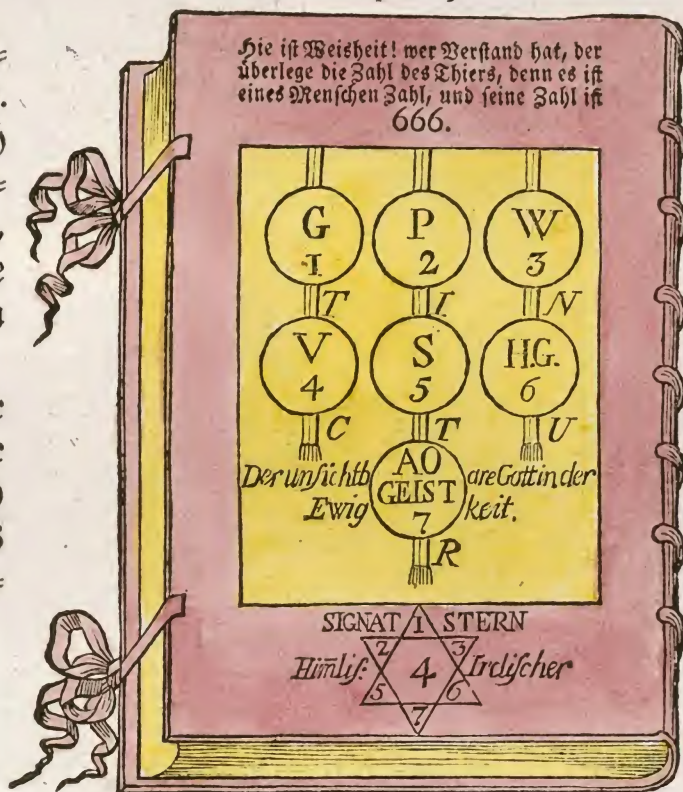 Hie ist Weisheit! wer Verstand hat, der
überlege die Zahl des Thiers, denn es ist
eines Menschen Zahl, und seine Zahl ist
666.
G P W
1 2 3
T I N
V S H.G.
4 5 6
C T U
AO
Der unsichtb GEIST are Gott in der
Ewig 7 keit.
R
SIGNAT 1 STERN
2 3
Himlis. 4 Irdischer
5 6
7